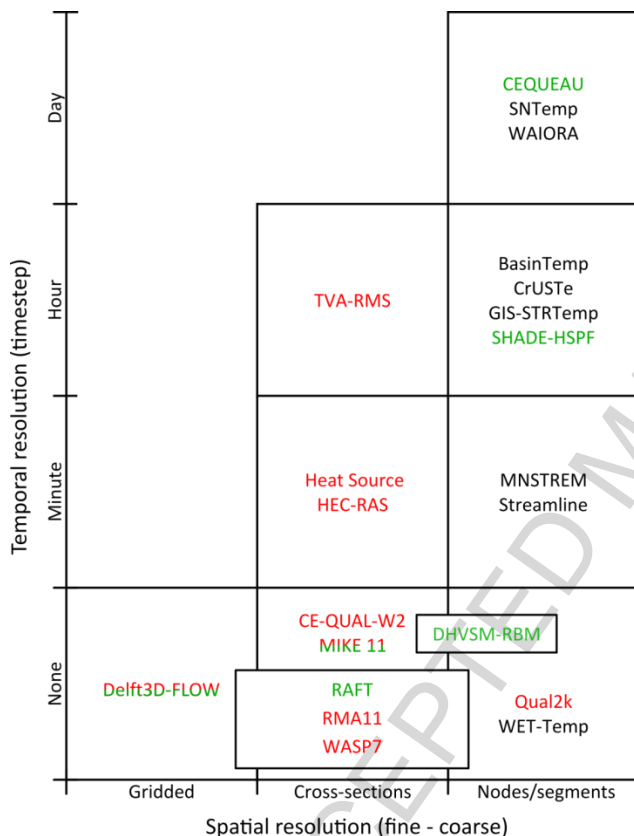 Temporal resolution (timestep)
Day
CEQUEAU
SNTemp
WAIORA
Hour
TVA-RMS
BasinTemp
CrUSTe
GIS-STRTemp
SHADE-HSPF
Minute
Heat Source
HEC-RAS
MNSTREM
Streamline
None
Delft3D-FLOW
CE-QUAL-W2
MIKE 11
DHVSM-RBM
RAFT
RMA11
WASP7
Qual2k
WET-Temp
Gridded
Cross-sections
Nodes/segments
Spatial resolution (fine - coarse)
CEPTED M